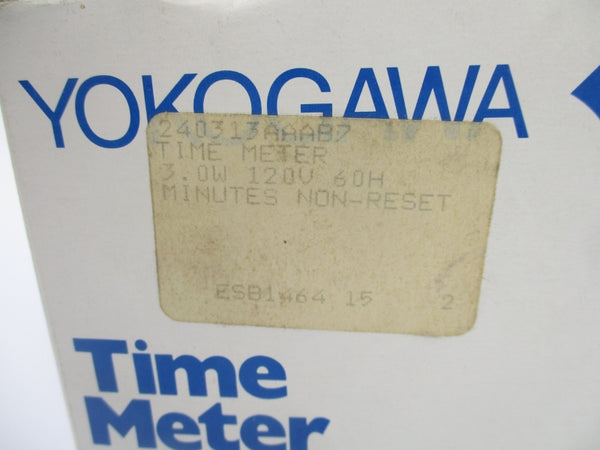 YOKOGAWA
240313AAAB7
TIME METER
3.0W 120V 60H
MINUTES NON-RESET
ESB1464 15 2
Time
Meter